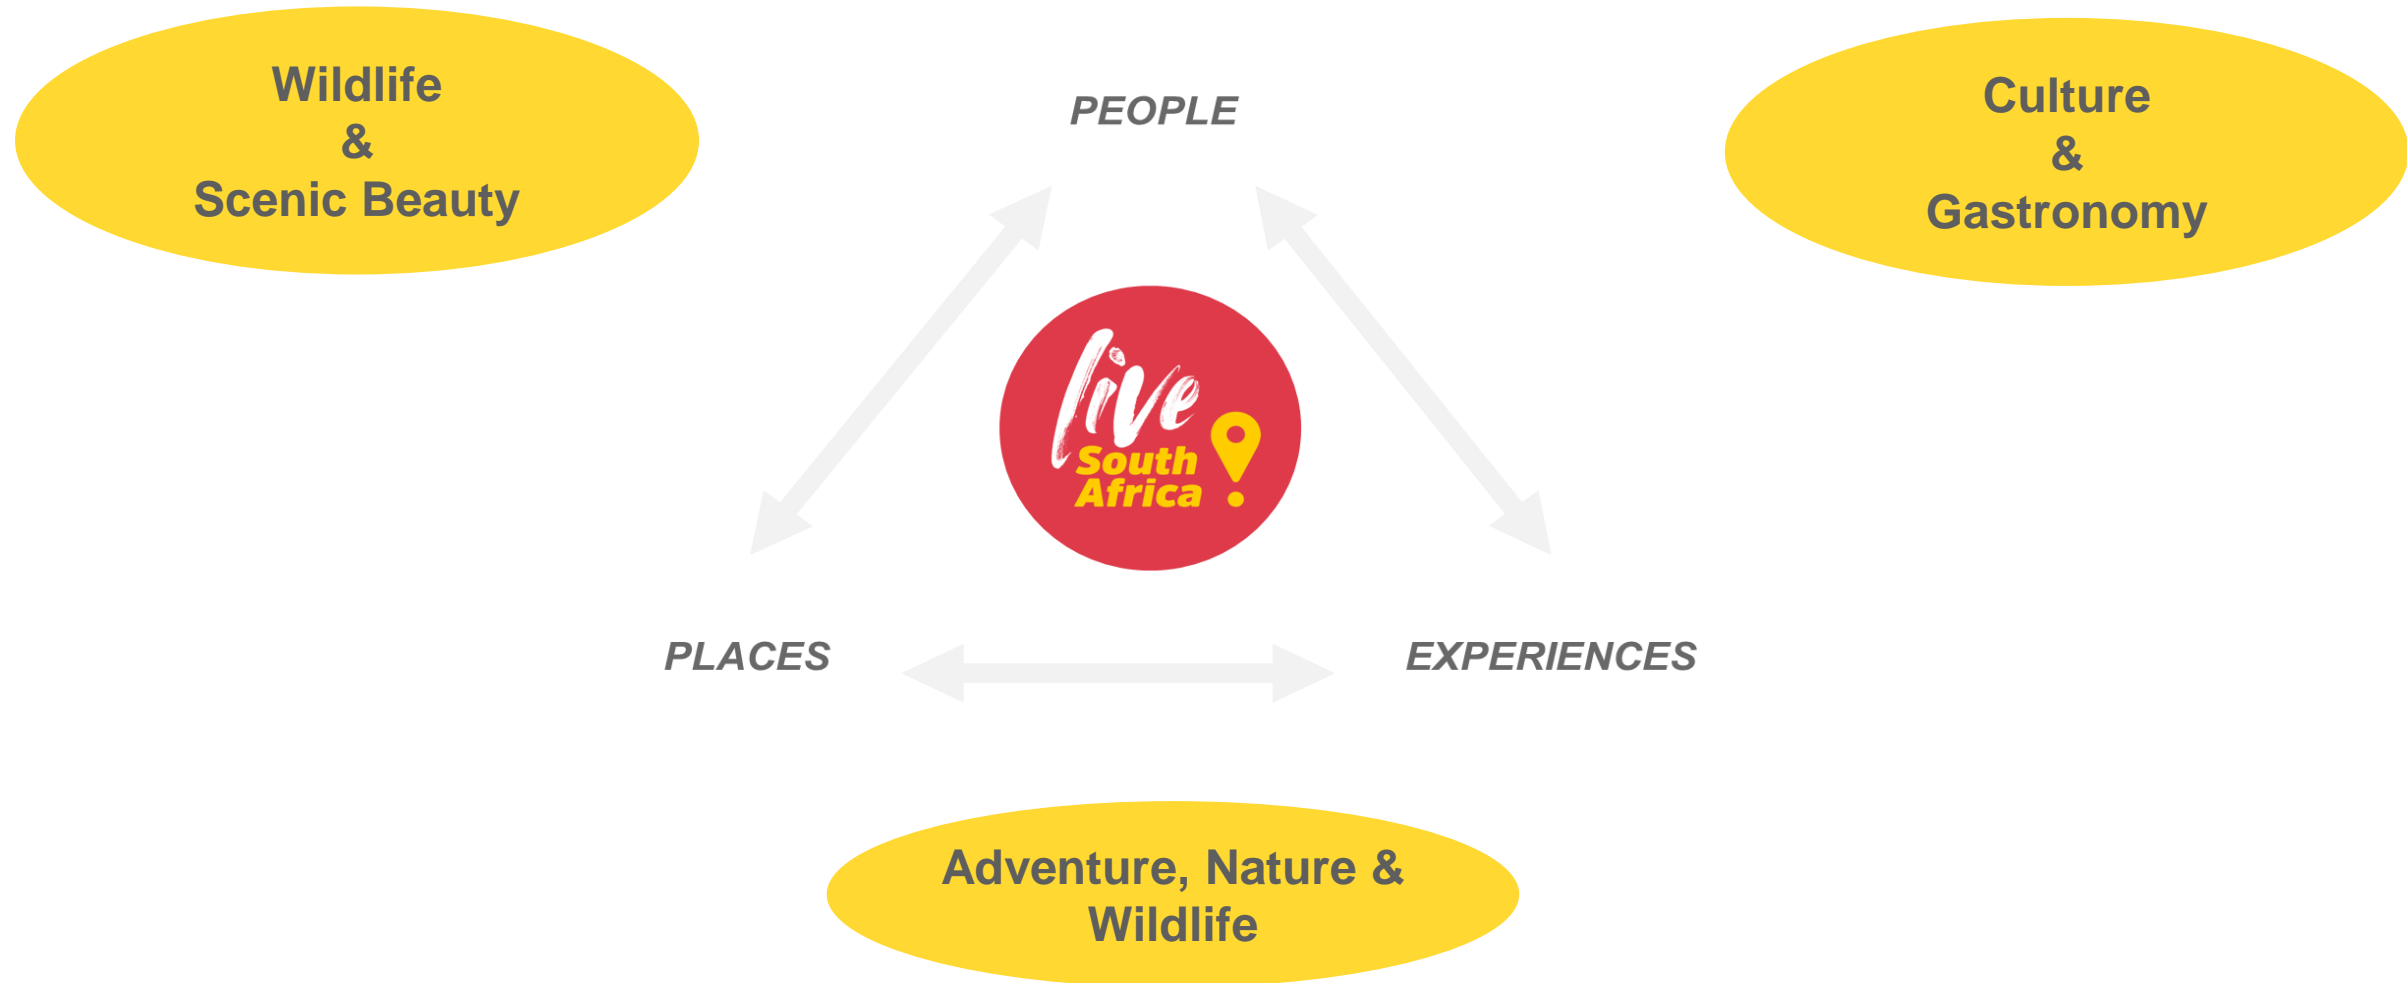 Wildlife
&
Scenic Beauty
PEOPLE
Culture
&
Gastronomy
live
South
Africa
PLACES
EXPERIENCES
Adventure, Nature &
Wildlife